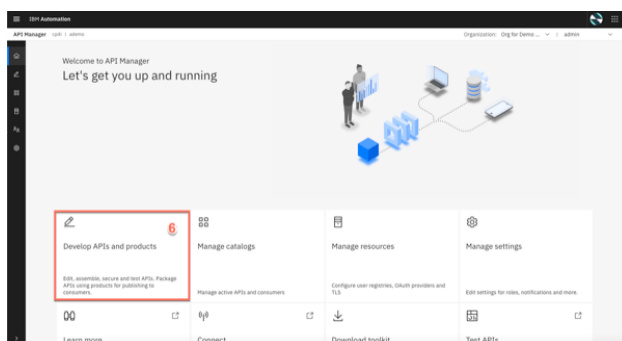 IBM Automation
API Manager cp4i | ademo Organization: Org for Demo ... | admin
Welcome to API Manager
Let's get you up and running
6
Develop APIs and products
Edit, assemble, secure and test APIs. Package
APIs using products for publishing to
consumers.
Manage catalogs
Manage active APIs and consumers
Manage resources
Configure user registries, OAuth providers and
TLS
Manage settings
Edit settings for roles, notifications and more.
Learn more
Connect
Download toolkit
Test APIs